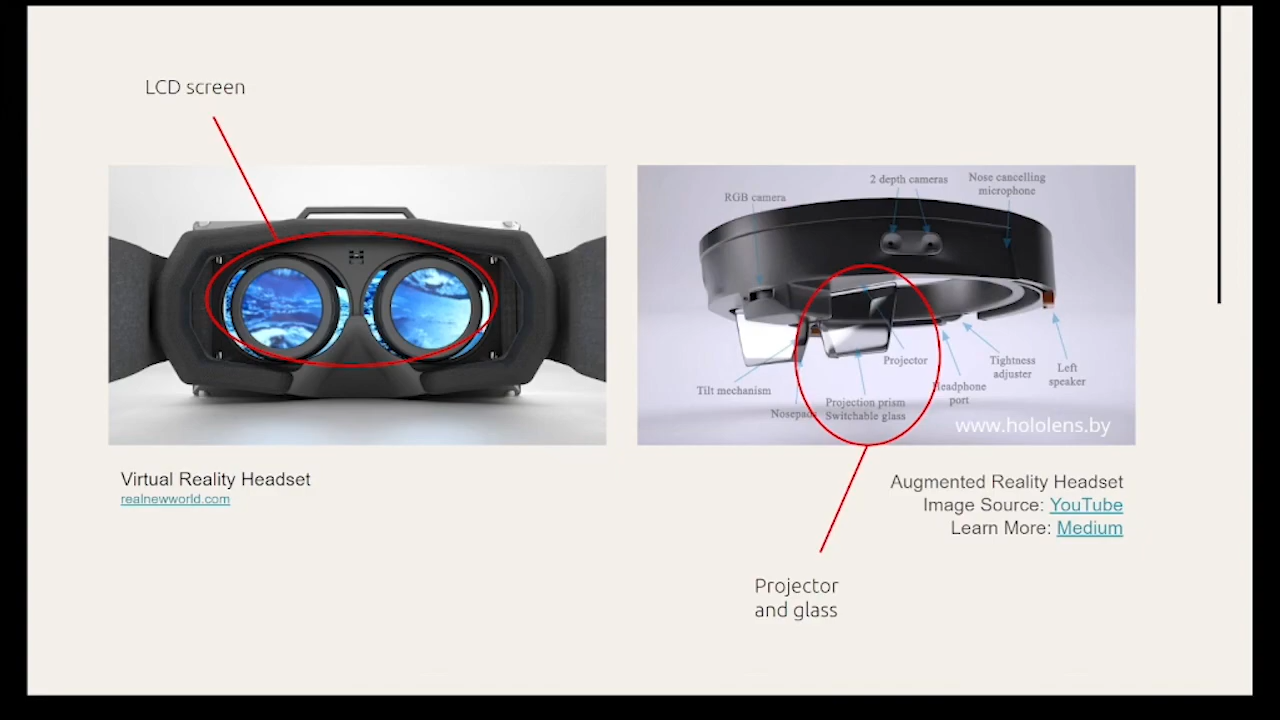 LCD screen
RGB camera
2 depth cameras
Nose cancelling
microphone
Tilt mechanism
Nosepads
Projection prism
Switchable glass
Projector
Headphone
port
Tightness
adjuster
Left
speaker
www.hololens.by
Virtual Reality Headset
realnewworld.com
Augmented Reality Headset
Image Source: YouTube
Learn More: Medium
Projector
and glass